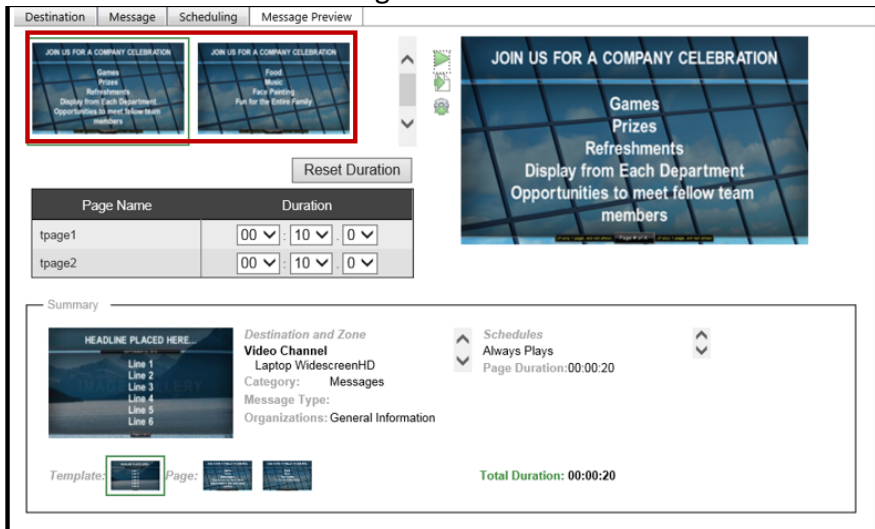 Destination Message Scheduling Message Preview
JOIN US FOR A COMPANY CELEBRATION
Games
Prizes
Refreshments
Display from Each Department
Opportunities to meet fellow team
members
JOIN US FOR A COMPANY CELEBRATION
Food
Music
Face Painting
Fun for the Entire Family
JOIN US FOR A COMPANY CELEBRATION
Games
Prizes
Refreshments
Display from Each Department
Opportunities to meet fellow team
members
Reset Duration
Page Name Duration
tpage1 00 : 10 . 0
tpage2 00 : 10 . 0
Summary
HEADLINE PLACED HERE...
Line 1
Line 2
Line 3
Line 4
Line 5
Line 6
Destination and Zone
Video Channel
Laptop WidescreenHD
Category: Messages
Message Type:
Organizations: General Information
Schedules
Always Plays
Page Duration:00:00:20
Template: Page:
Total Duration: 00:00:20